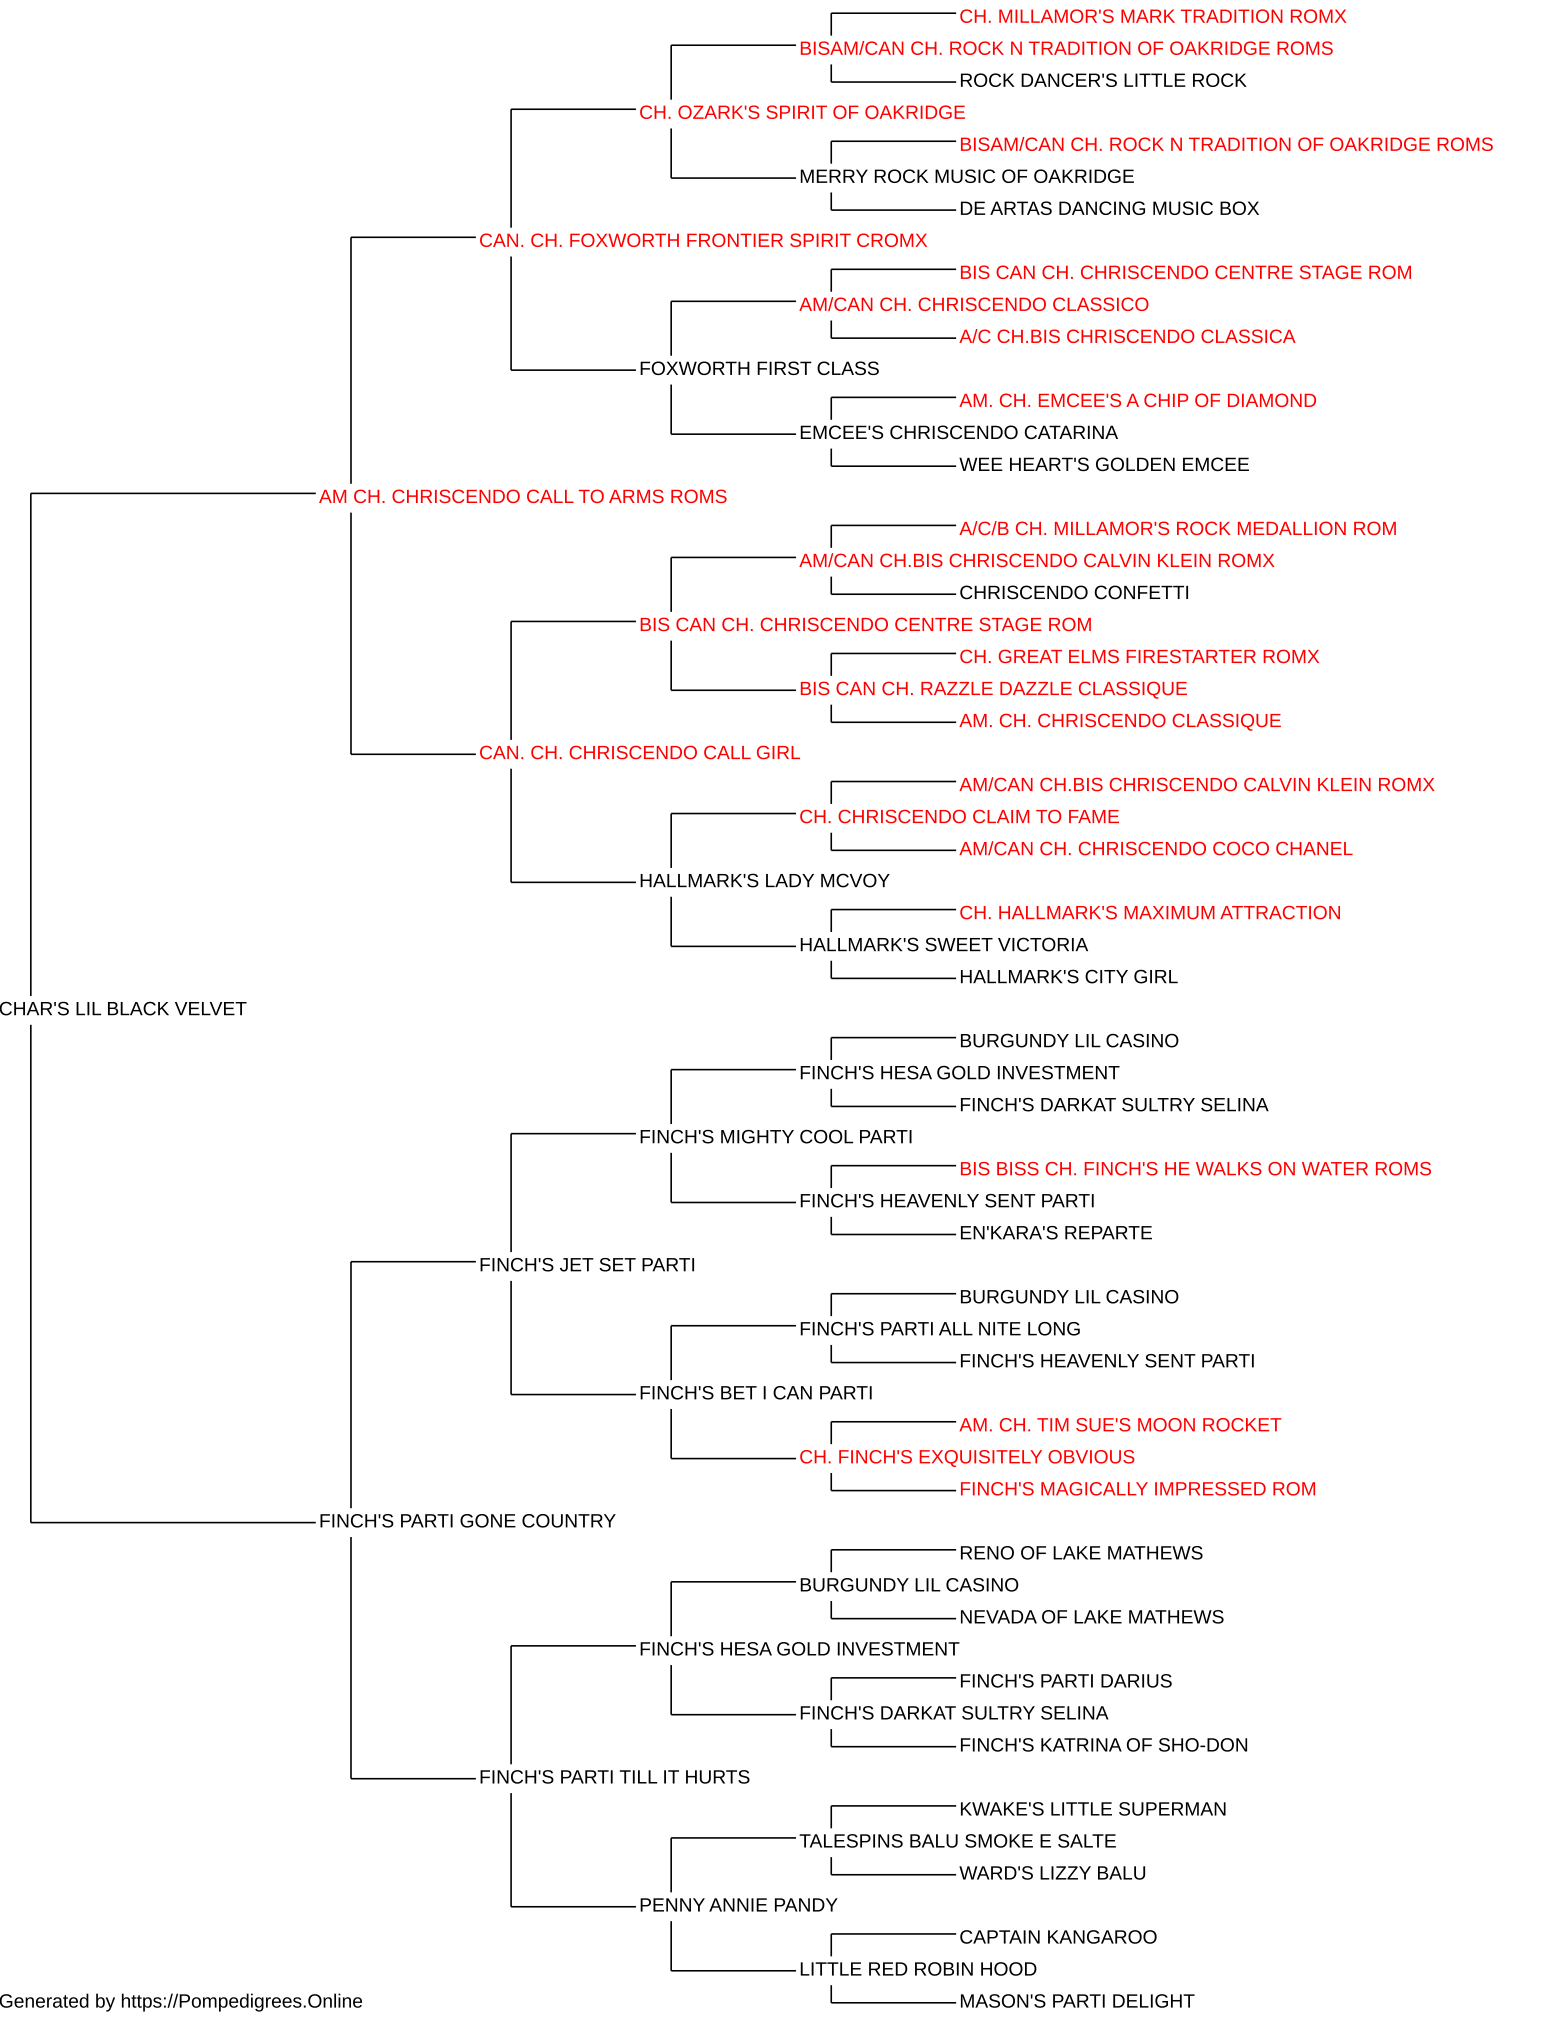 CH. MILLAMOR'S MARK TRADITION ROMX
BISAM/CAN CH. ROCK N TRADITION OF OAKRIDGE ROMS
ROCK DANCER'S LITTLE ROCK
CH. OZARK'S SPIRIT OF OAKRIDGE
BISAM/CAN CH. ROCK N TRADITION OF OAKRIDGE ROMS
MERRY ROCK MUSIC OF OAKRIDGE
DE ARTAS DANCING MUSIC BOX
CAN. CH. FOXWORTH FRONTIER SPIRIT CROMX
BIS CAN CH. CHRISCENDO CENTRE STAGE ROM
AM/CAN CH. CHRISCENDO CLASSICO
A/C CH.BIS CHRISCENDO CLASSICA
FOXWORTH FIRST CLASS
AM. CH. EMCEE'S A CHIP OF DIAMOND
EMCEE'S CHRISCENDO CATARINA
WEE HEART'S GOLDEN EMCEE
AM CH. CHRISCENDO CALL TO ARMS ROMS
A/C/B CH. MILLAMOR'S ROCK MEDALLION ROM
AM/CAN CH.BIS CHRISCENDO CALVIN KLEIN ROMX
CHRISCENDO CONFETTI
BIS CAN CH. CHRISCENDO CENTRE STAGE ROM
CH. GREAT ELMS FIRESTARTER ROMX
BIS CAN CH. RAZZLE DAZZLE CLASSIQUE
AM. CH. CHRISCENDO CLASSIQUE
CAN. CH. CHRISCENDO CALL GIRL
AM/CAN CH.BIS CHRISCENDO CALVIN KLEIN ROMX
CH. CHRISCENDO CLAIM TO FAME
AM/CAN CH. CHRISCENDO COCO CHANEL
HALLMARK'S LADY MCVOY
CH. HALLMARK'S MAXIMUM ATTRACTION
HALLMARK'S SWEET VICTORIA
HALLMARK'S CITY GIRL
CHAR'S LIL BLACK VELVET
BURGUNDY LIL CASINO
FINCH'S HESA GOLD INVESTMENT
FINCH'S DARKAT SULTRY SELINA
FINCH'S MIGHTY COOL PARTI
BIS BISS CH. FINCH'S HE WALKS ON WATER ROMS
FINCH'S HEAVENLY SENT PARTI
EN'KARA'S REPARTE
FINCH'S JET SET PARTI
BURGUNDY LIL CASINO
FINCH'S PARTI ALL NITE LONG
FINCH'S HEAVENLY SENT PARTI
FINCH'S BET I CAN PARTI
AM. CH. TIM SUE'S MOON ROCKET
CH. FINCH'S EXQUISITELY OBVIOUS
FINCH'S MAGICALLY IMPRESSED ROM
FINCH'S PARTI GONE COUNTRY
RENO OF LAKE MATHEWS
BURGUNDY LIL CASINO
NEVADA OF LAKE MATHEWS
FINCH'S HESA GOLD INVESTMENT
FINCH'S PARTI DARIUS
FINCH'S DARKAT SULTRY SELINA
FINCH'S KATRINA OF SHO-DON
FINCH'S PARTI TILL IT HURTS
KWAKE'S LITTLE SUPERMAN
TALESPINS BALU SMOKE E SALTE
WARD'S LIZZY BALU
PENNY ANNIE PANDY
CAPTAIN KANGAROO
LITTLE RED ROBIN HOOD
MASON'S PARTI DELIGHT
Generated by https://Pompedigrees.Online